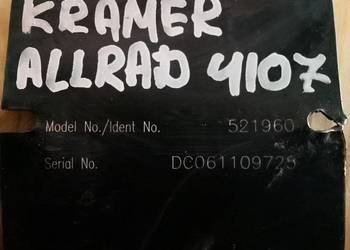 KRAMER
ALLRAD 4107
Model No./Ident No. 521960
Serial No. DC061109725